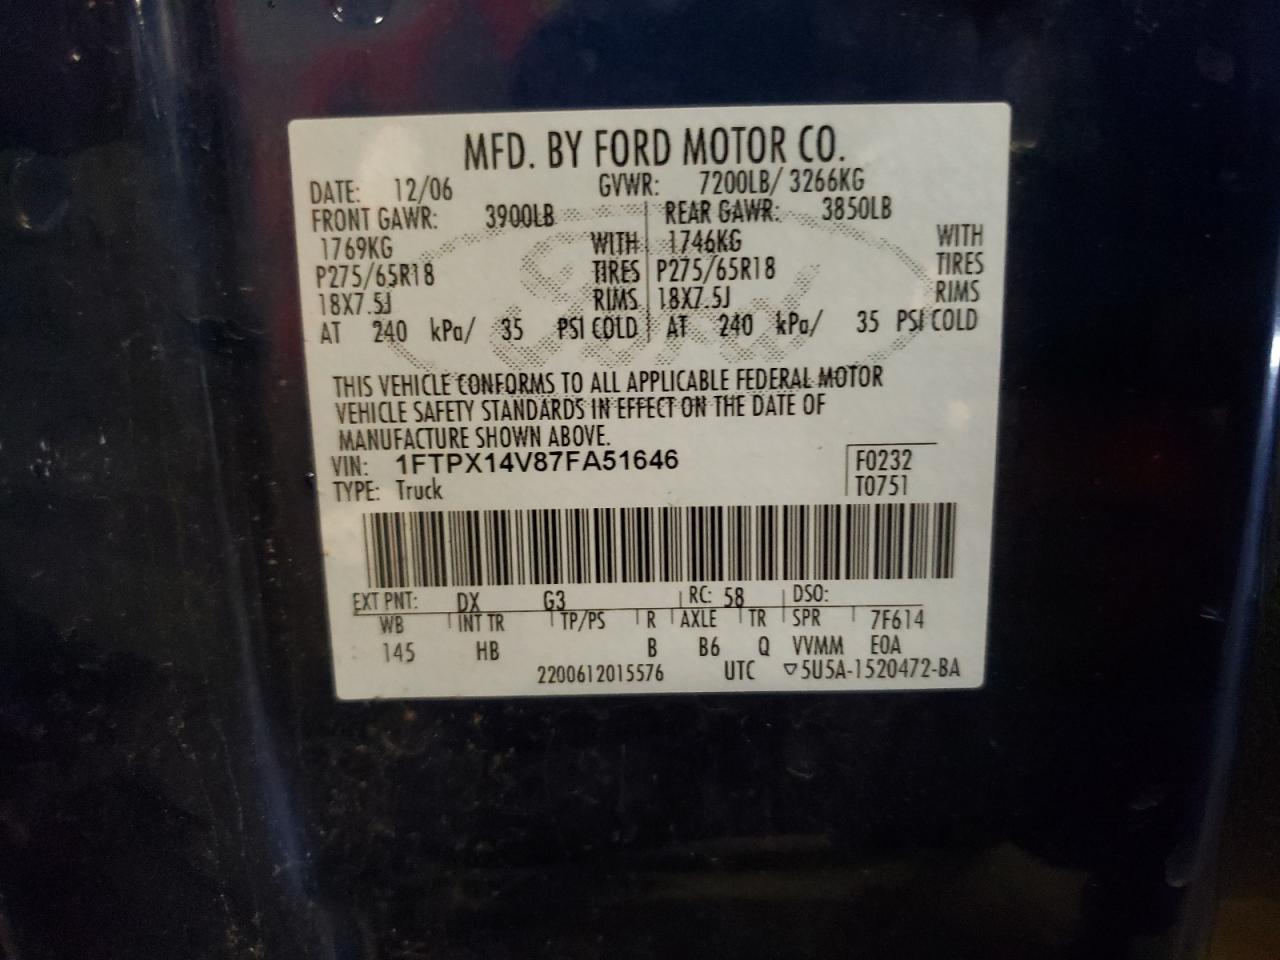 MFD. BY FORD MOTOR CO.
DATE: 12/06 GVWR: 7200LB/ 3266KG
FRONT GAWR: 3900LB REAR GAWR: 3850LB
1769KG WITH 1746KG WITH
P275/65R18 TIRES P275/65R18 TIRES
18X7.5J RIMS 18X7.5J RIMS
AT 240 kPa/ 35 PSI COLD AT 240 kPa/ 35 PSI COLD
THIS VEHICLE CONFORMS TO ALL APPLICABLE FEDERAL MOTOR
VEHICLE SAFETY STANDARDS IN EFFECT ON THE DATE OF
MANUFACTURE SHOWN ABOVE.
VIN: 1FTPX14V87FA51646 F0232
TYPE: Truck T0751
EXT PNT: DX G3 RC: 58 DSO:
WB INT TR TP/PS R AXLE TR SPR 7F614
145 HB B B6 Q VVMM E0A
2200612015576 UTC ▽5U5A-1520472-BA